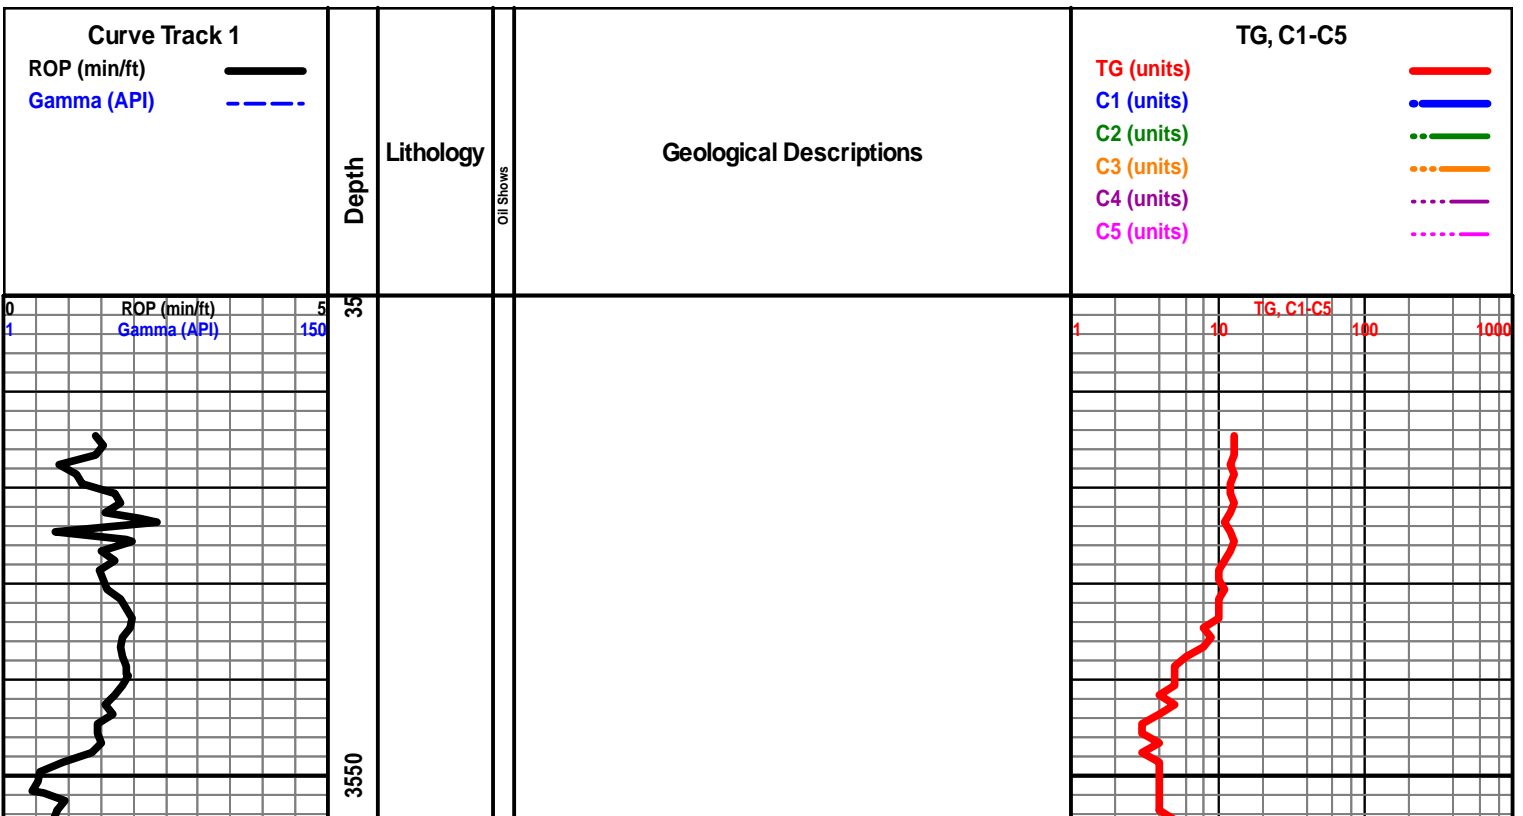 Curve Track 1
ROP (min/ft)
Gamma (API)
Depth
Lithology
Oil Shows
Geological Descriptions
TG, C1-C5
TG (units)
C1 (units)
C2 (units)
C3 (units)
C4 (units)
C5 (units)
0 ROP (min/ft) 5
1 Gamma (API) 150
35
TG, C1-C5
1 10 100 1000
3550